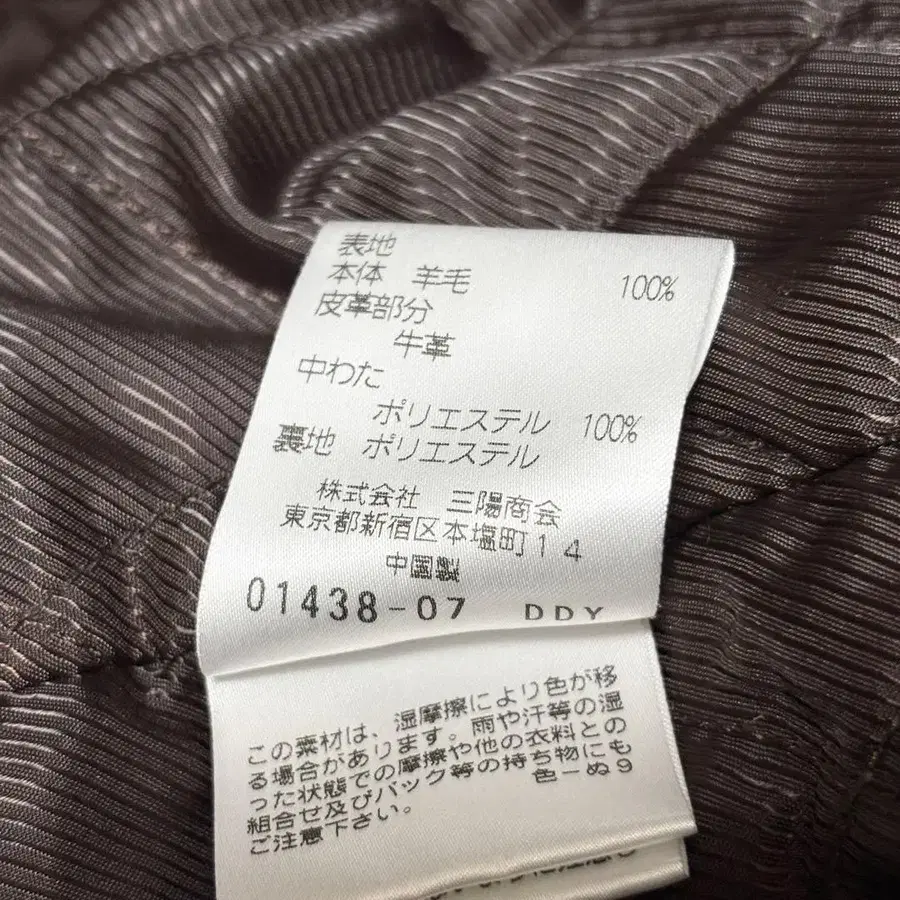 表地
本体 羊毛 100%
皮革部分
牛革
中わた
ポリエステル 100%
裏地 ポリエステル
株式会社 三陽商会
東京都新宿区本塩町14
中国製
01438-07 DDY
この素材は、湿摩擦により色が移
る場合があります。雨や汗等の湿
った状態での摩擦や他の衣料との
組合せ及びバック等の持ち物にも
ご注意下さい。 色ーぬ9